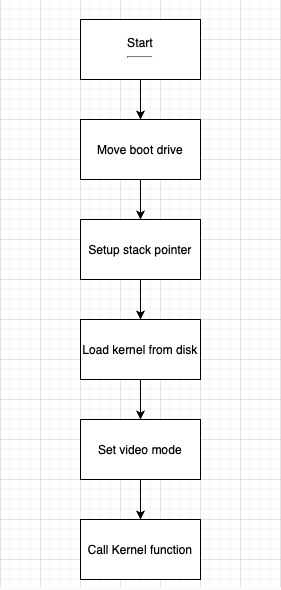 Start
Move boot drive
Setup stack pointer
Load kernel from disk
Set video mode
Call Kernel function